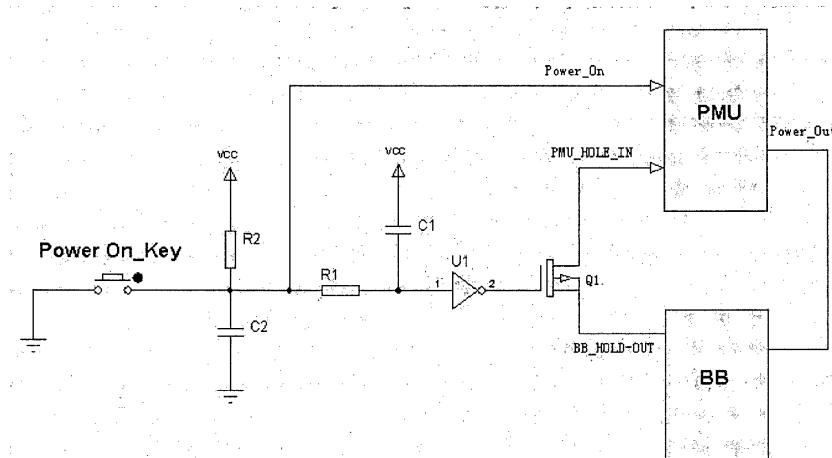 Power_On
PMU
Power_Out
PMU_HOLE_IN
VCC
VCC
R2
C1
Power On_Key
U1
R1
1
2
Q1.
C2
BB_HOLD-OUT
BB